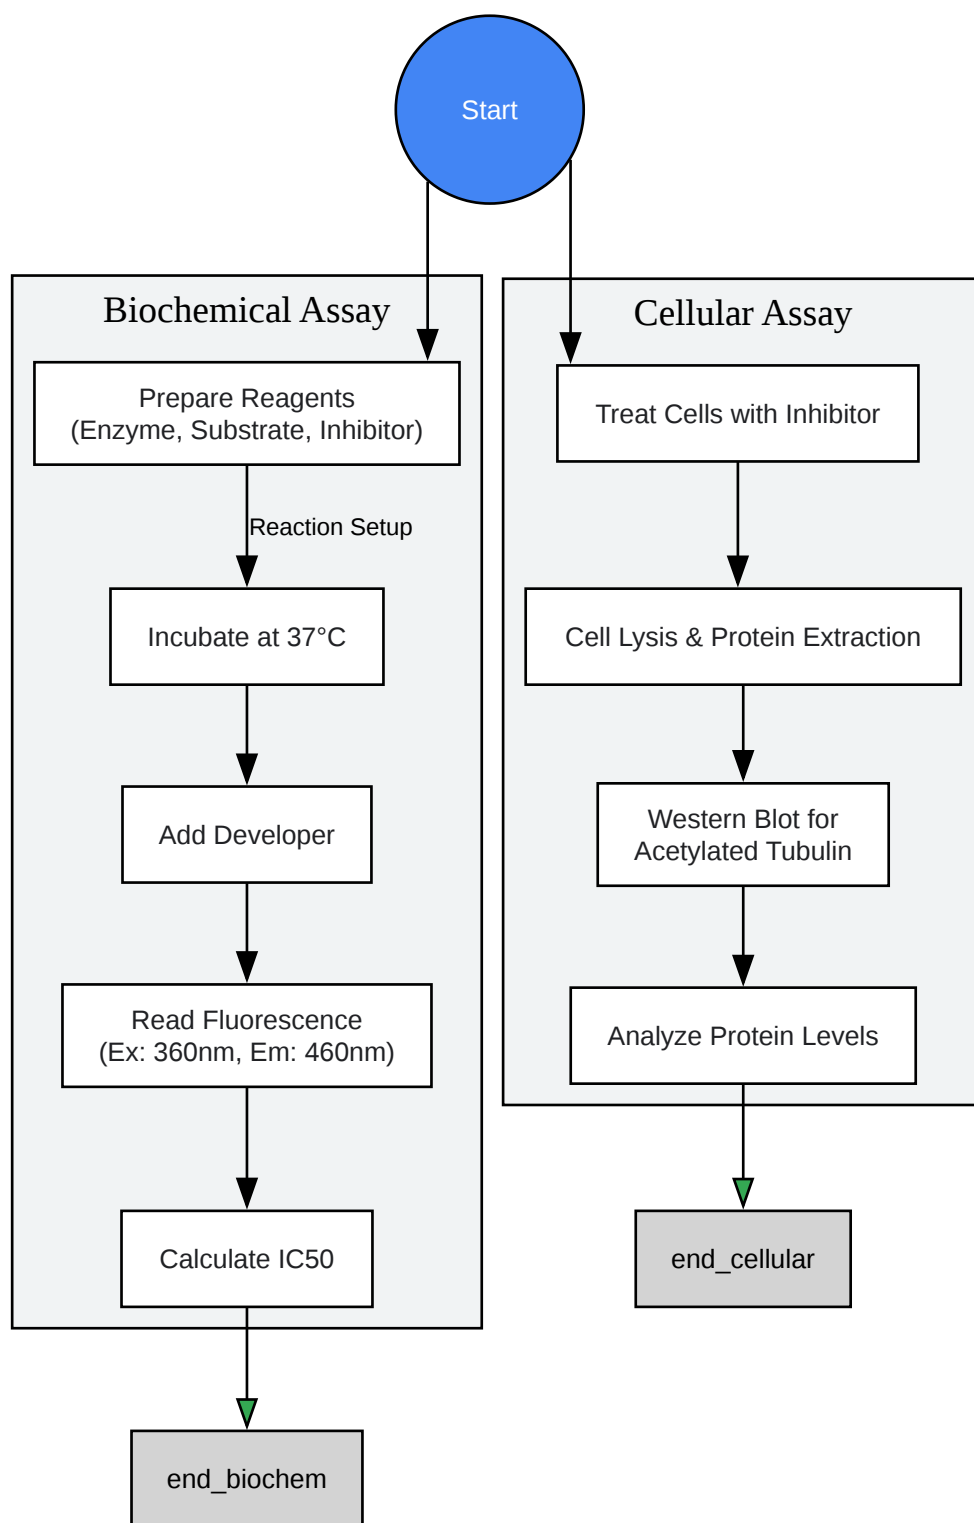 Start
Biochemical Assay
Prepare Reagents
(Enzyme, Substrate, Inhibitor)
Reaction Setup
Incubate at 37°C
Add Developer
Read Fluorescence
(Ex: 360nm, Em: 460nm)
Calculate IC50
end_biochem
Cellular Assay
Treat Cells with Inhibitor
Cell Lysis & Protein Extraction
Western Blot for
Acetylated Tubulin
Analyze Protein Levels
end_cellular